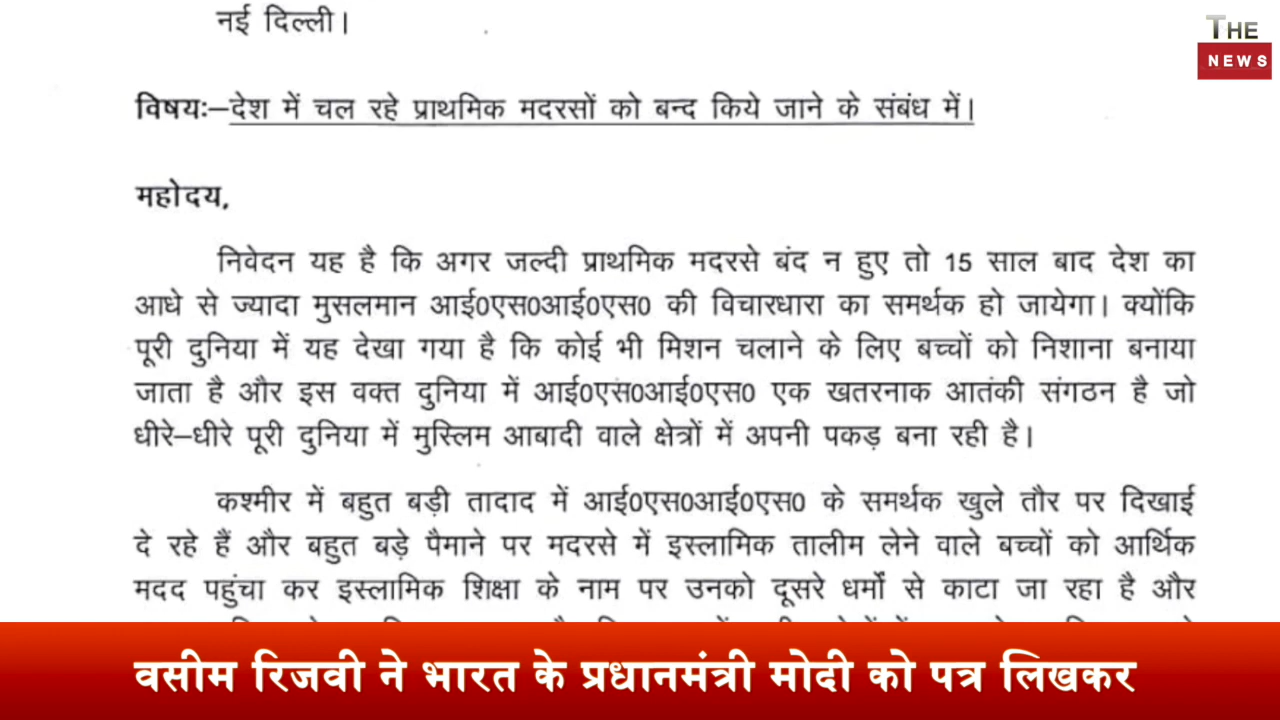 नई दिल्ली।
THE
NEWS
विषयः–देश में चल रहे प्राथमिक मदरसों को बन्द किये जाने के संबंध में।
महोदय,
निवेदन यह है कि अगर जल्दी प्राथमिक मदरसे बंद न हुए तो 15 साल बाद देश का
आधे से ज्यादा मुसलमान आई0एस0आई0एस0 की विचारधारा का समर्थक हो जायेगा। क्योंकि
पूरी दुनिया में यह देखा गया है कि कोई भी मिशन चलाने के लिए बच्चों को निशाना बनाया
जाता है और इस वक्त दुनिया में आई0एस0आई0एस0 एक खतरनाक आतंकी संगठन है जो
धीरे–धीरे पूरी दुनिया में मुस्लिम आबादी वाले क्षेत्रों में अपनी पकड़ बना रही है।
कश्मीर में बहुत बड़ी तादाद में आई0एस0आई0एस0 के समर्थक खुले तौर पर दिखाई
दे रहे हैं और बहुत बड़े पैमाने पर मदरसे में इस्लामिक तालीम लेने वाले बच्चों को आर्थिक
मदद पहुंचा कर इस्लामिक शिक्षा के नाम पर उनको दूसरे धर्मों से काटा जा रहा है और
वसीम रिजवी ने भारत के प्रधानमंत्री मोदी को पत्र लिखकर